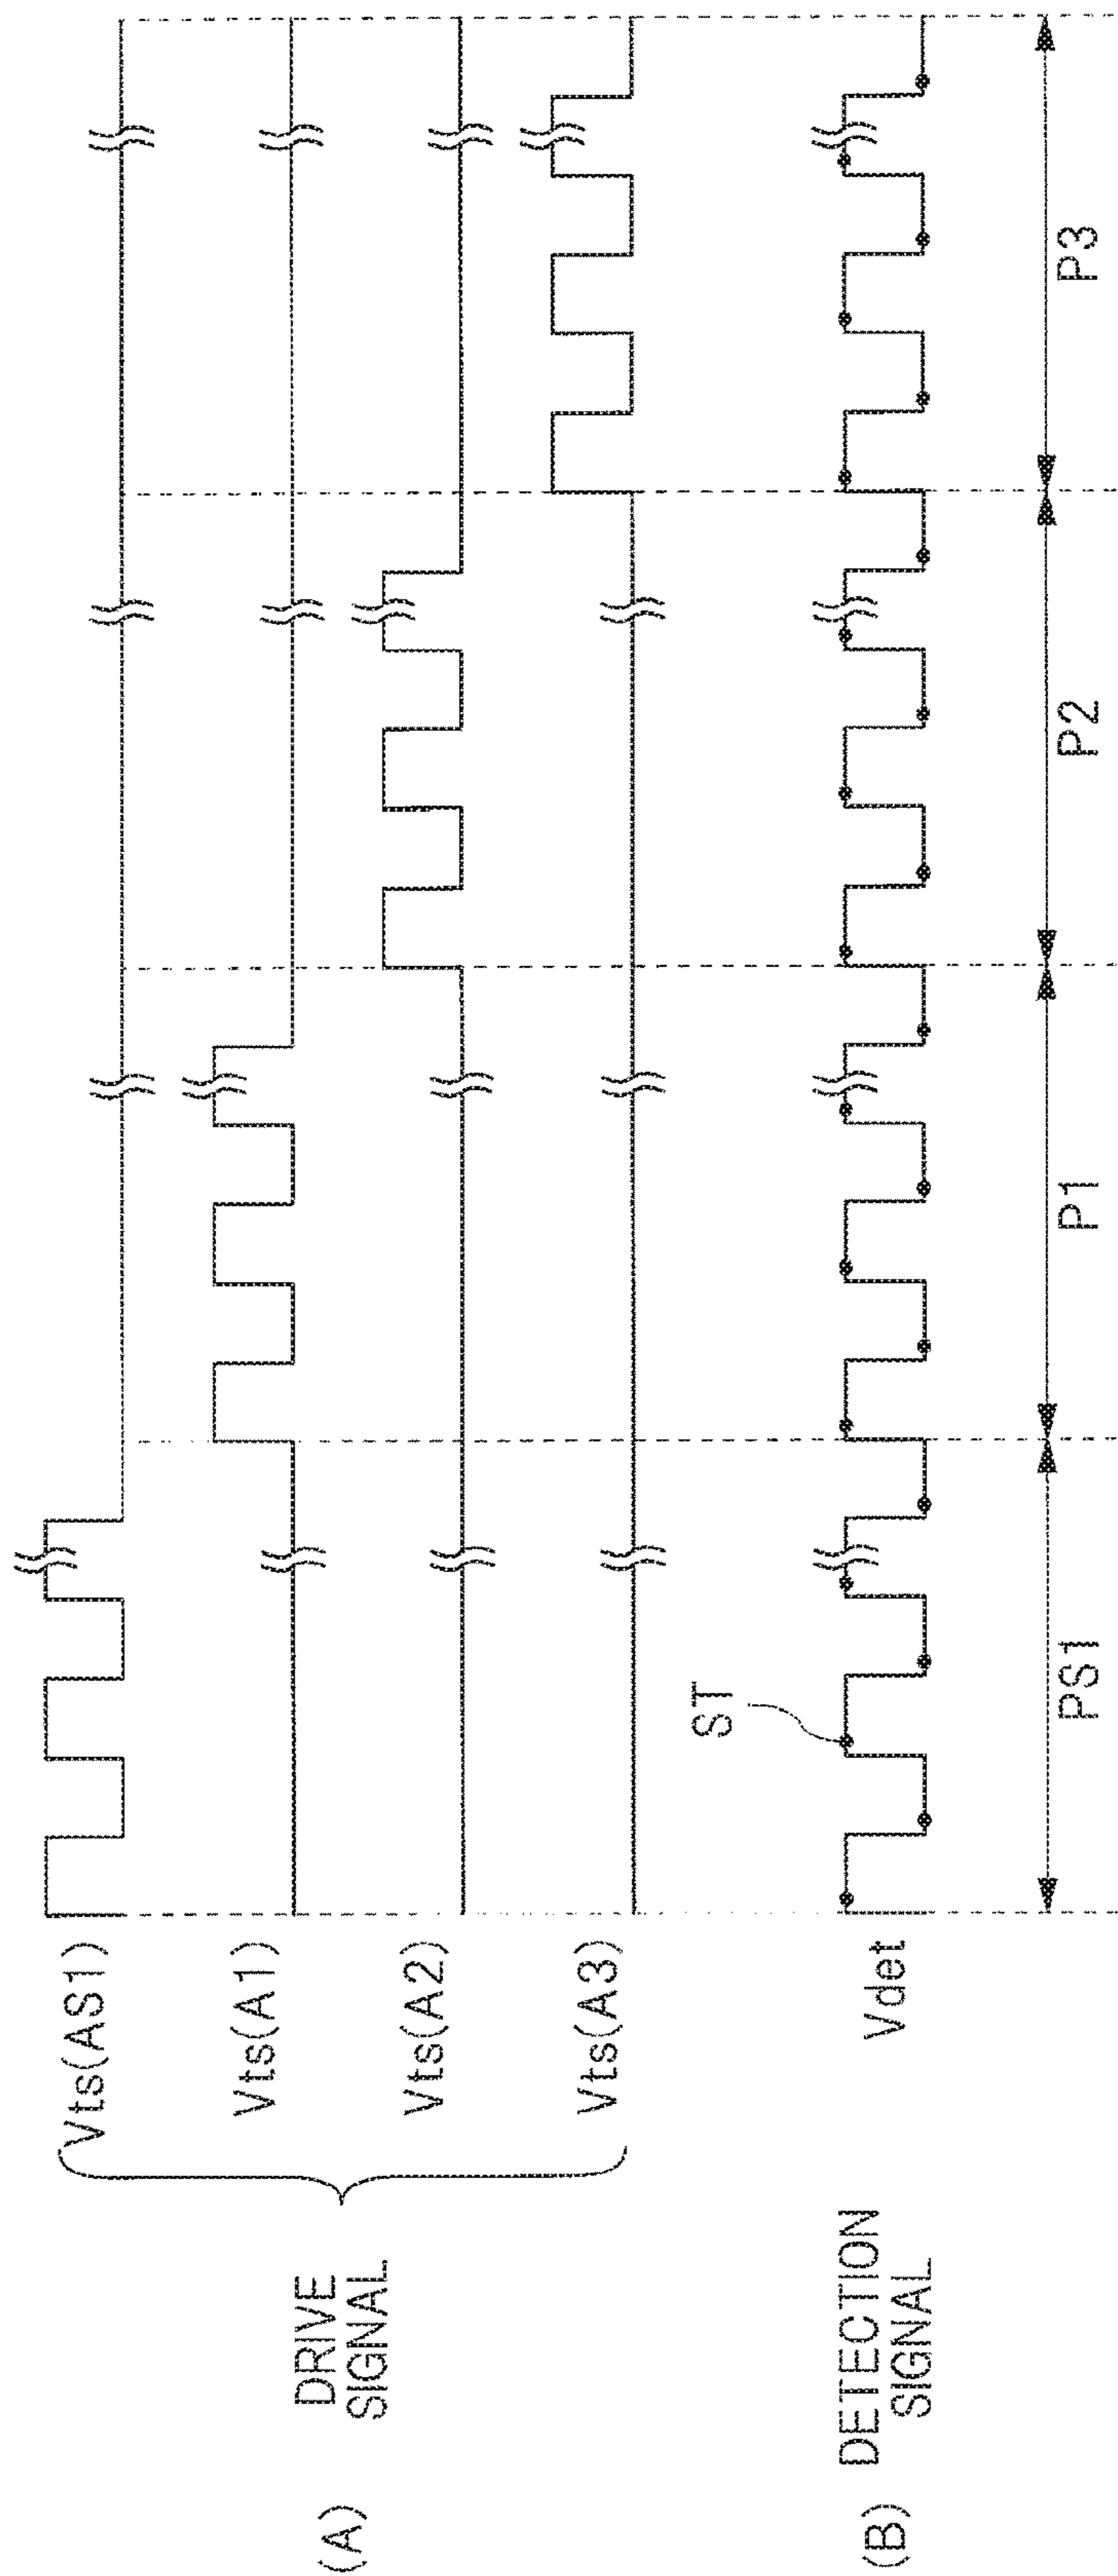 (A)
DRIVE
SIGNAL
Vts(AS1)
Vts(A1)
Vts(A2)
Vts(A3)
(B)
DETECTION
SIGNAL
Vdet
ST
PS1
P1
P2
P3